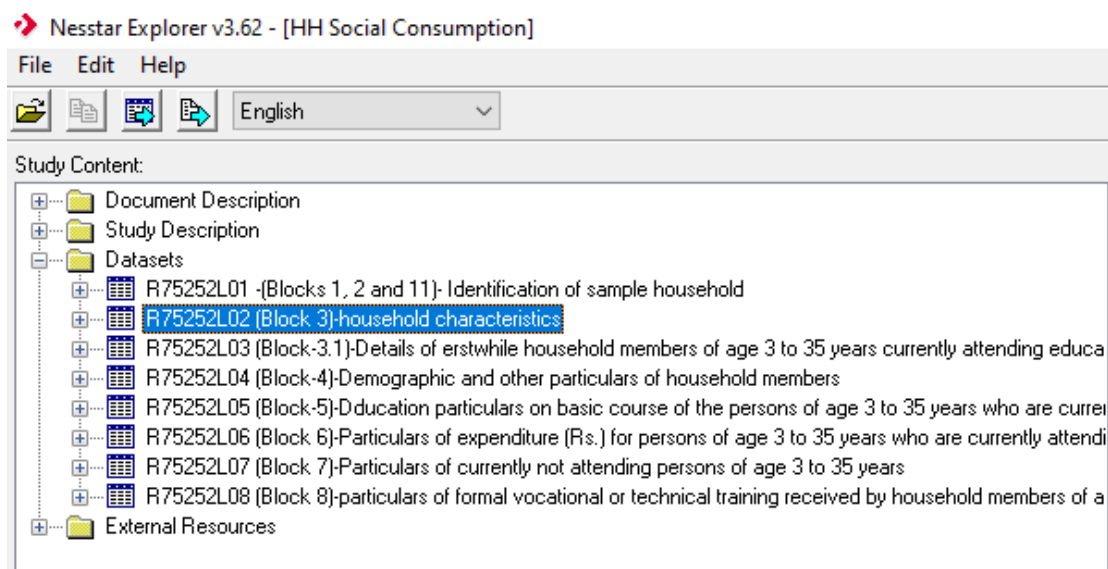 Nesstar Explorer v3.62 - [HH Social Consumption]
File Edit Help
English
Study Content:
Document Description
Study Description
Datasets
R75252L01 -(Blocks 1, 2 and 11)- Identification of sample household
R75252L02 (Block 3)-household characteristics
R75252L03 (Block-3.1)-Details of erstwhile household members of age 3 to 35 years currently attending educa
R75252L04 (Block-4)-Demographic and other particulars of household members
R75252L05 (Block-5)-Dducation particulars on basic course of the persons of age 3 to 35 years who are currer
R75252L06 (Block 6)-Particulars of expenditure (Rs.) for persons of age 3 to 35 years who are currently attendi
R75252L07 (Block 7)-Particulars of currently not attending persons of age 3 to 35 years
R75252L08 (Block 8)-particulars of formal vocational or technical training received by household members of a
External Resources